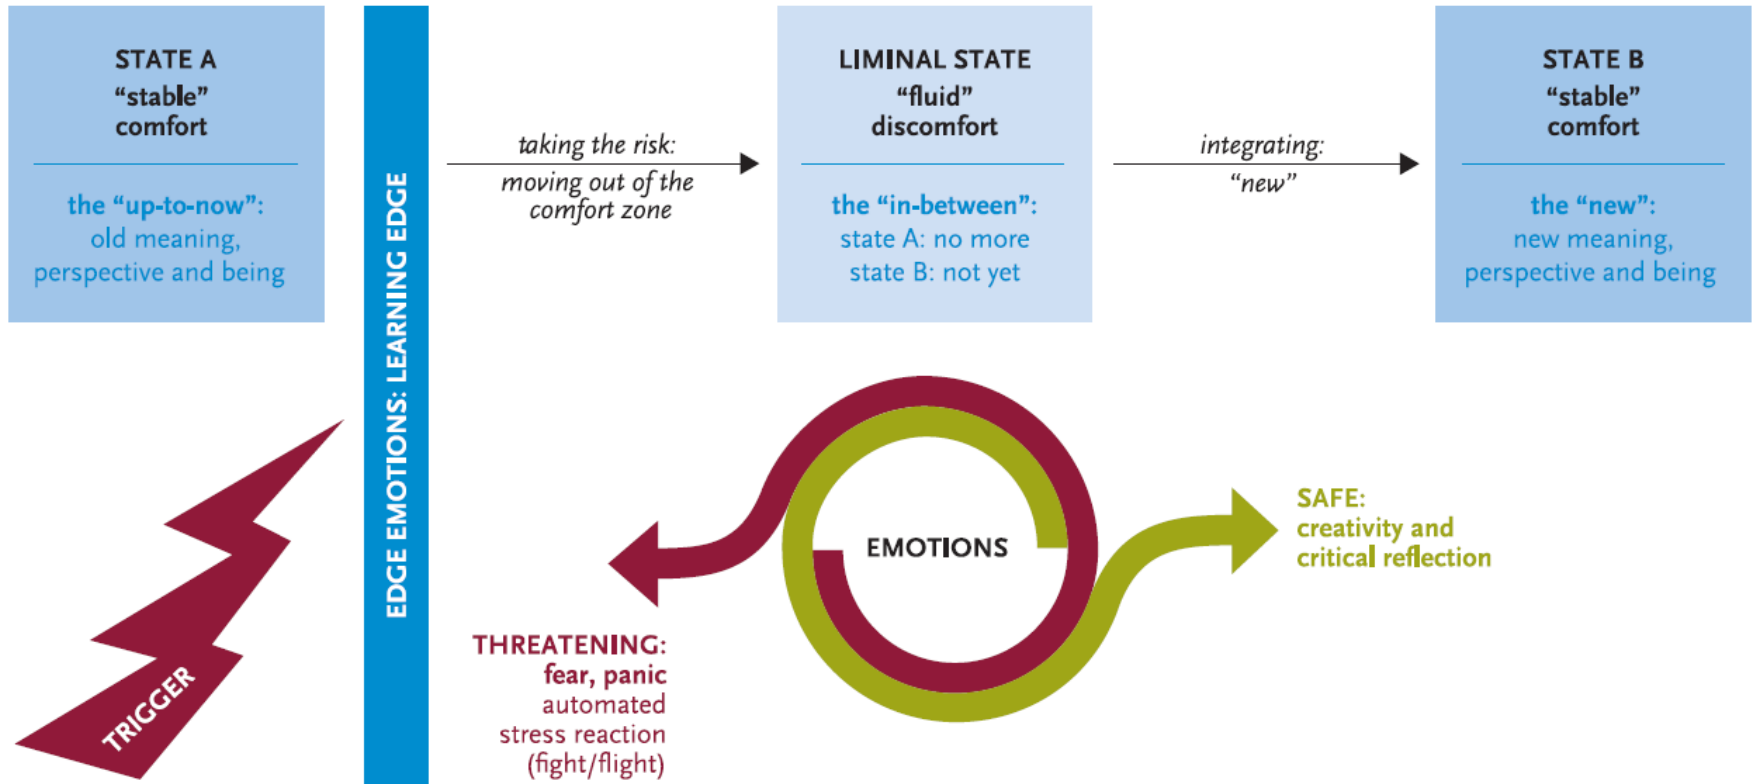 STATE A
“stable”
comfort
the “up-to-now”:
old meaning,
perspective and being
TRIGGER
EDGE EMOTIONS: LEARNING EDGE
taking the risk:
moving out of the
comfort zone
LIMINAL STATE
“fluid”
discomfort
the “in-between”:
state A: no more
state B: not yet
integrating:
“new”
STATE B
“stable”
comfort
the “new”:
new meaning,
perspective and being
EMOTIONS
THREATENING:
fear, panic
automated
stress reaction
(fight/flight)
SAFE:
creativity and
critical reflection